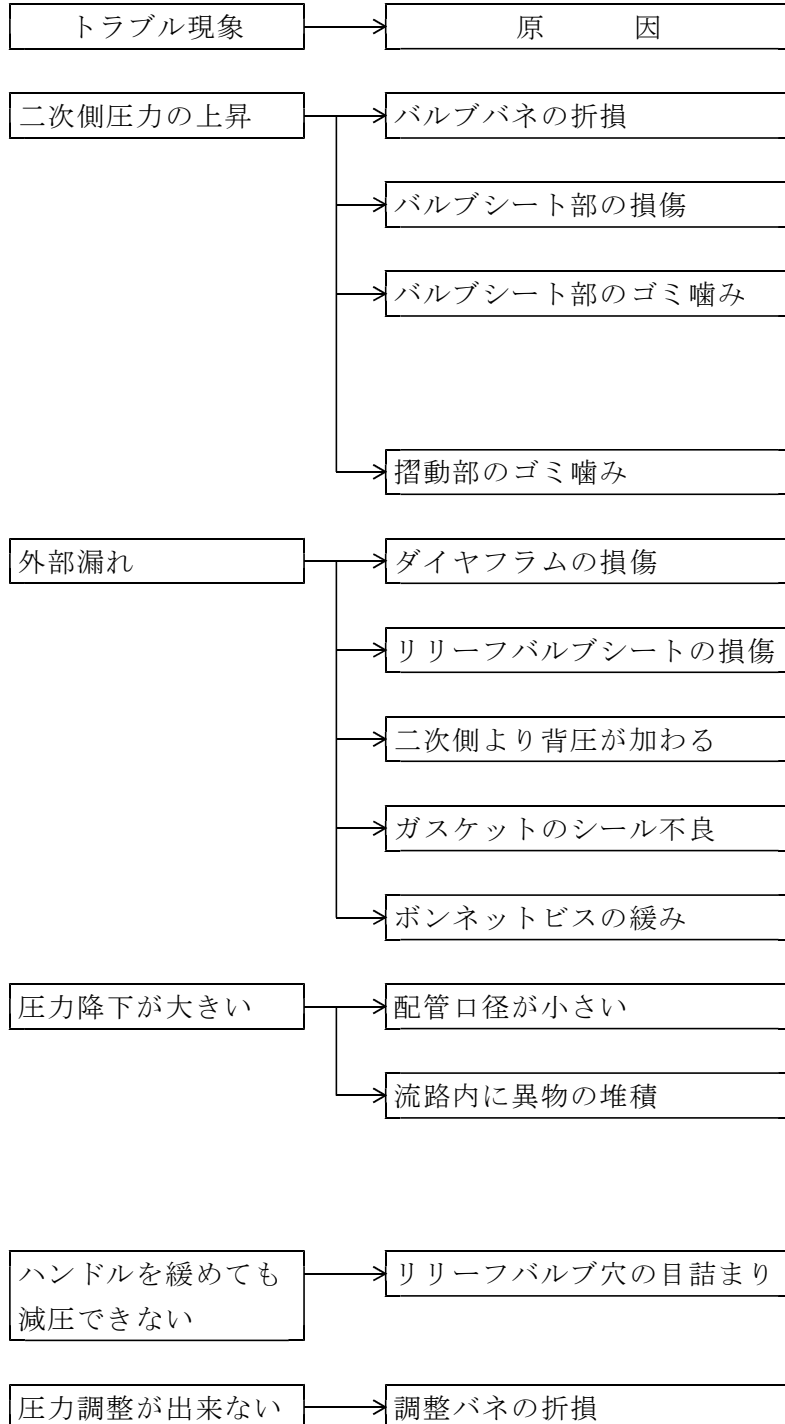 トラブル現象
原 因
二次側圧力の上昇
バルブバネの折損
バルブシート部の損傷
バルブシート部のゴミ噛み
摺動部のゴミ噛み
外部漏れ
ダイヤフラムの損傷
リリーフバルブシートの損傷
二次側より背圧が加わる
ガスケットのシール不良
ボンネットビスの緩み
圧力降下が大きい
配管口径が小さい
流路内に異物の堆積
ハンドルを緩めても
減圧できない
リリーフバルブ穴の目詰まり
圧力調整が出来ない
調整バネの折損